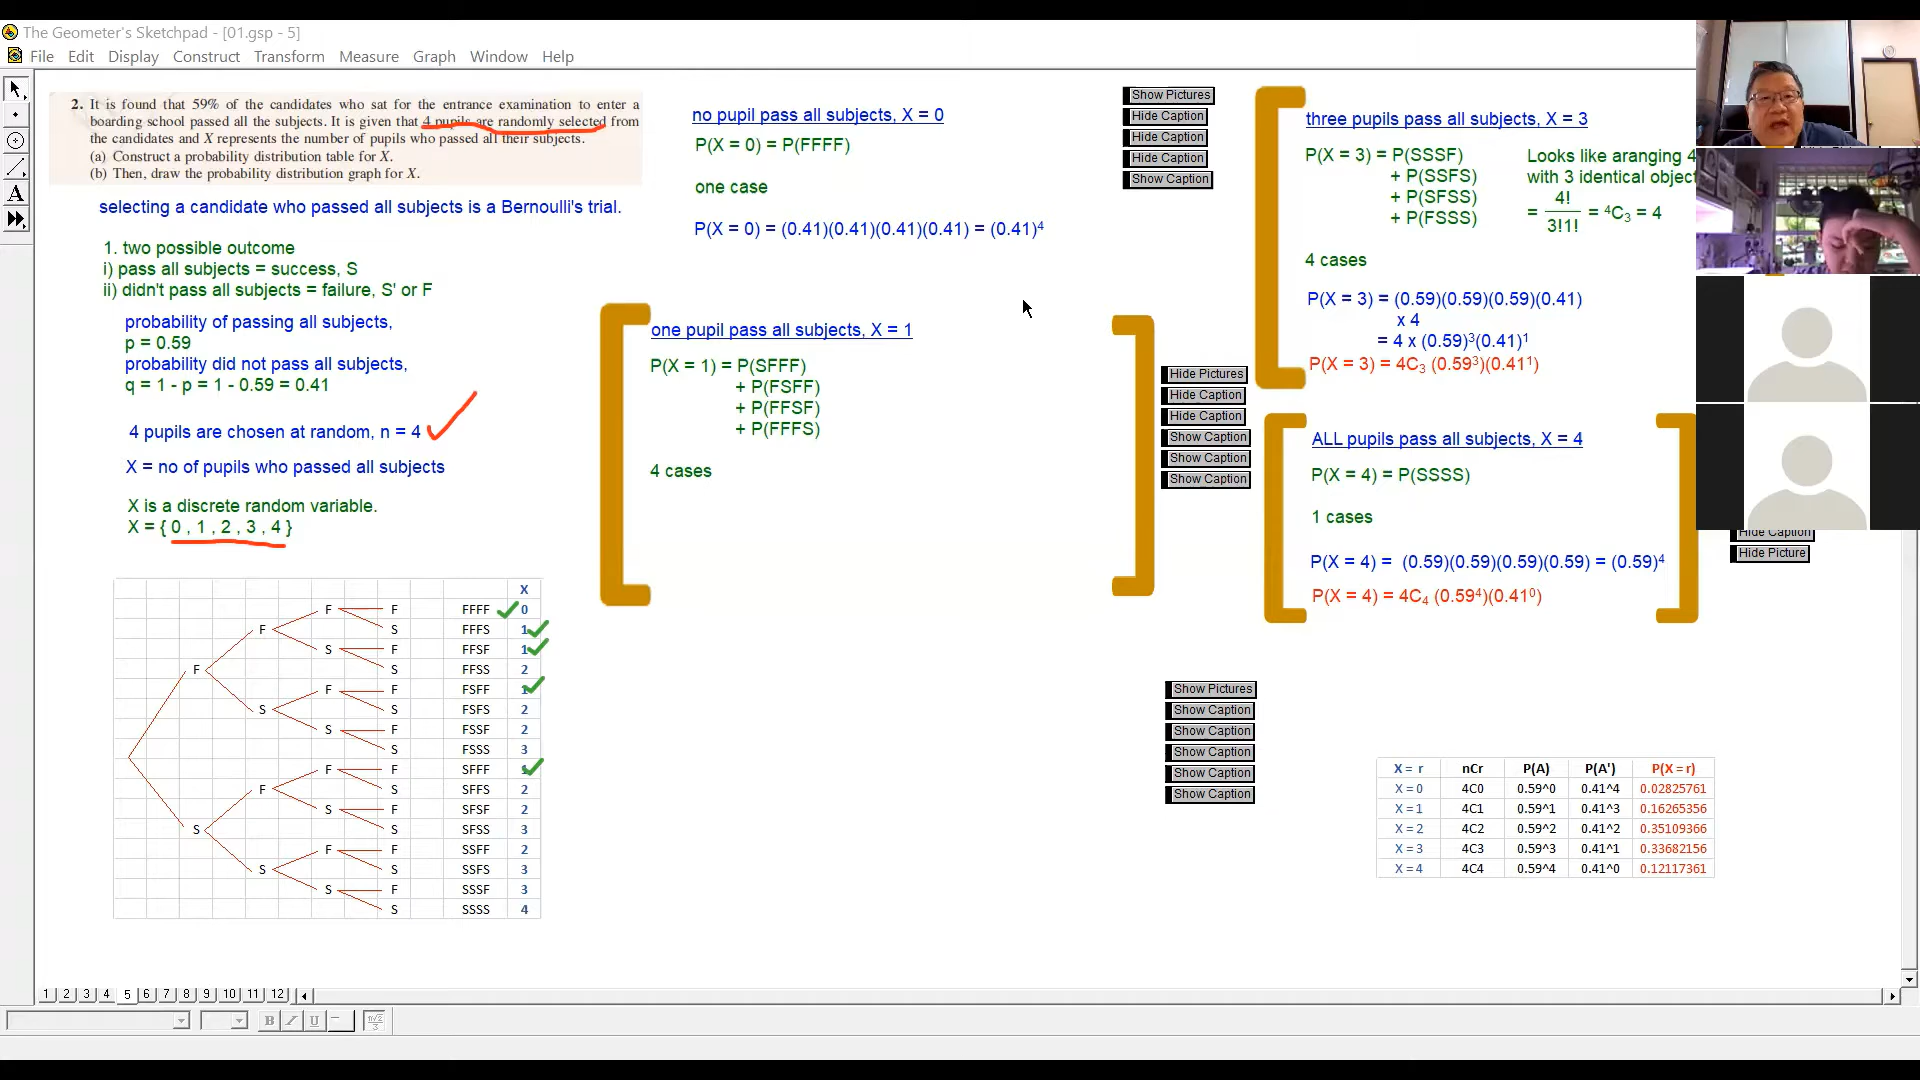 The Geometer's Sketchpad - [01.gsp - 5]
File Edit Display Construct Transform Measure Graph Window Help
2. It is found that 59% of the candidates who sat for the entrance examination to enter a
boarding school passed all the subjects. It is given that 4 pupils are randomly selected from
the candidates and X represents the number of pupils who passed all their subjects.
(a) Construct a probability distribution table for X.
(b) Then, draw the probability distribution graph for X.
selecting a candidate who passed all subjects is a Bernoulli's trial.
1. two possible outcome
i) pass all subjects = success, S
ii) didn't pass all subjects = failure, S' or F
probability of passing all subjects,
p = 0.59
probability did not pass all subjects,
q = 1 - p = 1 - 0.59 = 0.41
4 pupils are chosen at random, n = 4
X = no of pupils who passed all subjects
X is a discrete random variable.
X = { 0 , 1 , 2 , 3 , 4 }
X
F F FFFF 0
F S FFFS 1
S F FFSF 1
F S FFSS 2
F F FSFF 1
S S FSFS 2
S F FSSF 2
S FSSS 3
F F SFFF
F F SFFS 2
S F SFSF 2
S S SFSS 3
F F SSFF 2
S S SSFS 3
S F SSSF 3
S SSSS 4
no pupil pass all subjects, X = 0
P(X = 0) = P(FFFF)
one case
P(X = 0) = (0.41)(0.41)(0.41)(0.41) = (0.41)⁴
one pupil pass all subjects, X = 1
P(X = 1) = P(SFFF)
+ P(FSFF)
+ P(FFSF)
+ P(FFFS)
4 cases
Show Pictures
Hide Caption
Hide Caption
Hide Caption
Show Caption
Hide Pictures
Hide Caption
Hide Caption
Show Caption
Show Caption
Show Caption
Show Pictures
Show Caption
Show Caption
Show Caption
Show Caption
Show Caption
three pupils pass all subjects, X = 3
P(X = 3) = P(SSSF)
+ P(SSFS)
+ P(SFSS)
+ P(FSSS)
Looks like aranging 4
with 3 identical object
= 4!/3!1! = ⁴C₃ = 4
4 cases
P(X = 3) = (0.59)(0.59)(0.59)(0.41)
x 4
= 4 x (0.59)³(0.41)¹
P(X = 3) = 4C₃ (0.59³)(0.41¹)
ALL pupils pass all subjects, X = 4
P(X = 4) = P(SSSS)
1 cases
P(X = 4) = (0.59)(0.59)(0.59)(0.59) = (0.59)⁴
P(X = 4) = 4C₄ (0.59⁴)(0.41⁰)
Hide Caption
Hide Picture
X = r nCr P(A) P(A') P(X = r)
X = 0 4C0 0.59^0 0.41^4 0.02825761
X = 1 4C1 0.59^1 0.41^3 0.16265356
X = 2 4C2 0.59^2 0.41^2 0.35109366
X = 3 4C3 0.59^3 0.41^1 0.33682156
X = 4 4C4 0.59^4 0.41^0 0.12117361
1 2 3 4 5 6 7 8 9 10 11 12
B I U